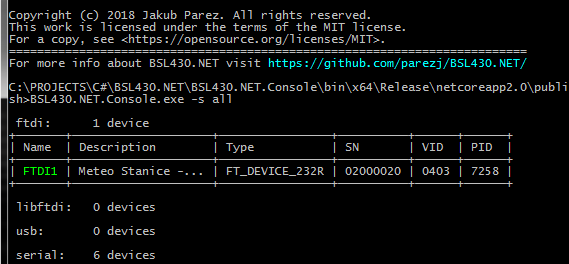 Copyright (c) 2018 Jakub Parez. All rights reserved.
This work is licensed under the terms of the MIT license.
For a copy, see <https://opensource.org/licenses/MIT>.
================================================================
For more info about BSL430.NET visit https://github.com/parezj/BSL430.NET/
C:\PROJECTS\C#\BSL430.NET\BSL430.NET.Console\bin\x64\Release\netcoreapp2.0\publi
sh>BSL430.NET.Console.exe -s all
ftdi: 1 device
| Name | Description | Type | SN | VID | PID |
| FTDI1 | Meteo Stanice -... | FT_DEVICE_232R | 02000020 | 0403 | 7258 |
libftdi: 0 devices
usb: 0 devices
serial: 6 devices